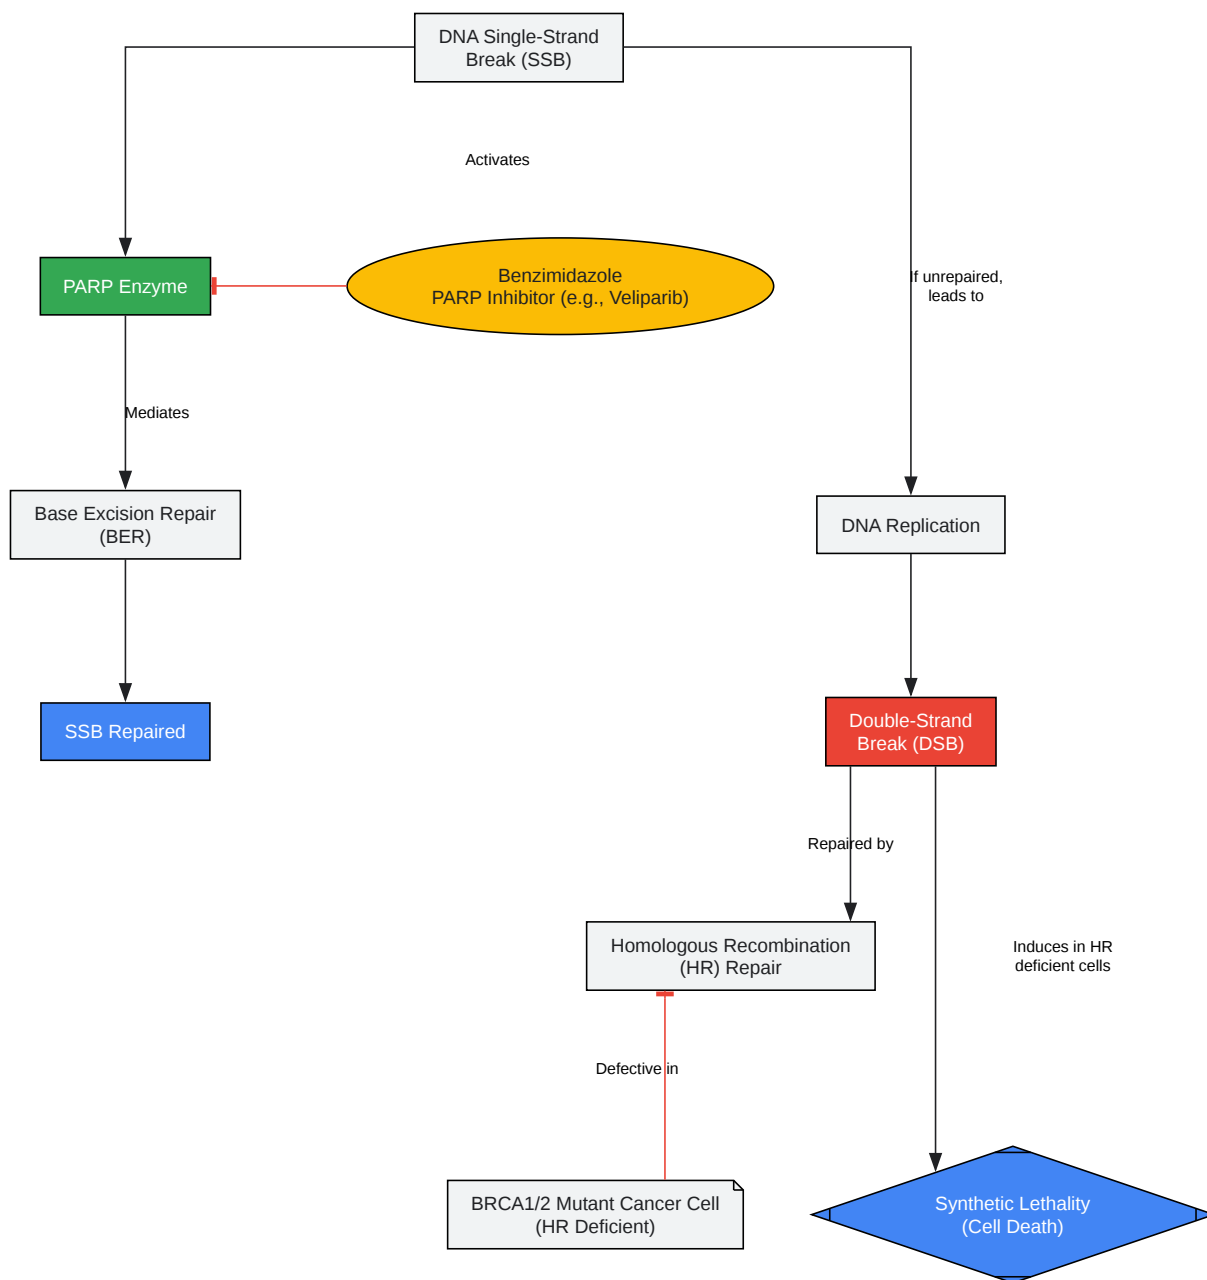 DNA Single-Strand
Break (SSB)
Activates
PARP Enzyme
Benzimidazole
PARP Inhibitor (e.g., Veliparib)
If unrepaired,
leads to
Mediates
Base Excision Repair
(BER)
DNA Replication
SSB Repaired
Double-Strand
Break (DSB)
Repaired by
Homologous Recombination
(HR) Repair
Induces in HR
deficient cells
Defective in
BRCA1/2 Mutant Cancer Cell
(HR Deficient)
Synthetic Lethality
(Cell Death)